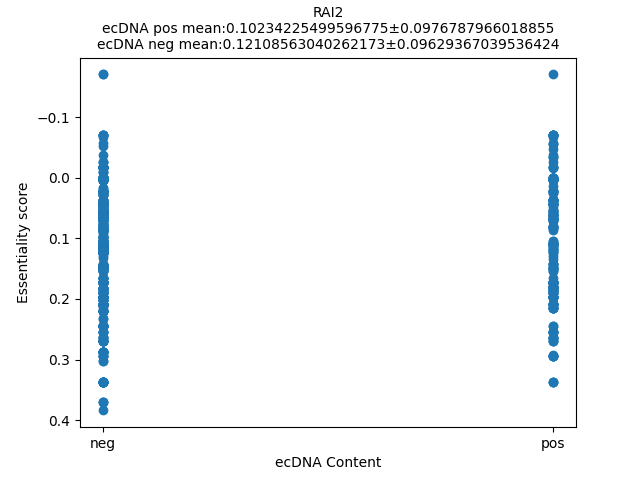 RAI2
ecDNA pos mean:0.10234225499596775±0.0976787966018855
ecDNA neg mean:0.12108563040262173±0.09629367039536424
−0.1
0.0
0.1
0.2
0.3
0.4
Essentiality score
neg
pos
ecDNA Content